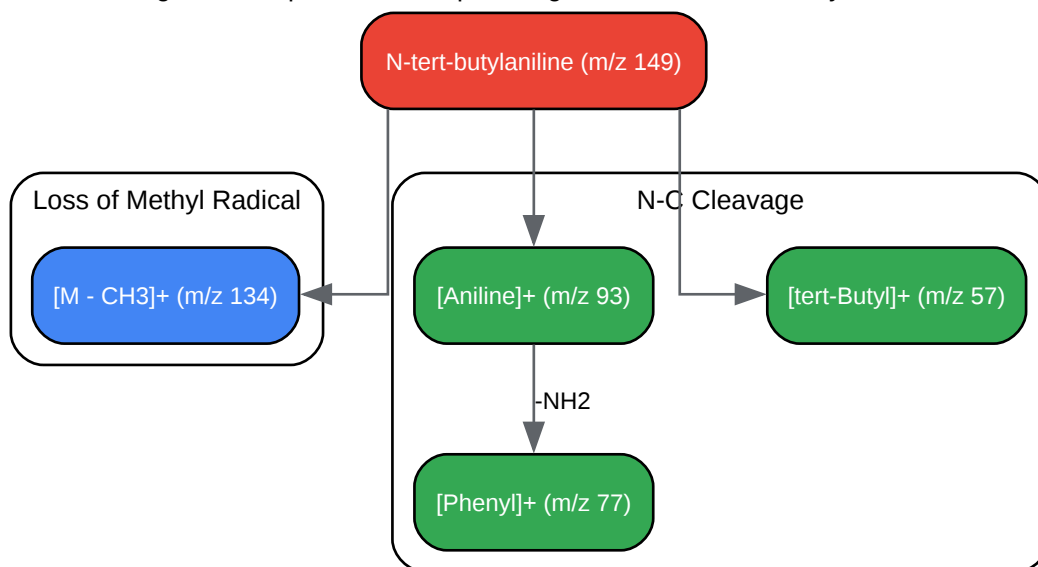 N-tert-butylaniline (m/z 149)
Loss of Methyl Radical
N-C Cleavage
[M - CH3]+ (m/z 134)
[Aniline]+ (m/z 93)
[tert-Butyl]+ (m/z 57)
-NH2
[Phenyl]+ (m/z 77)